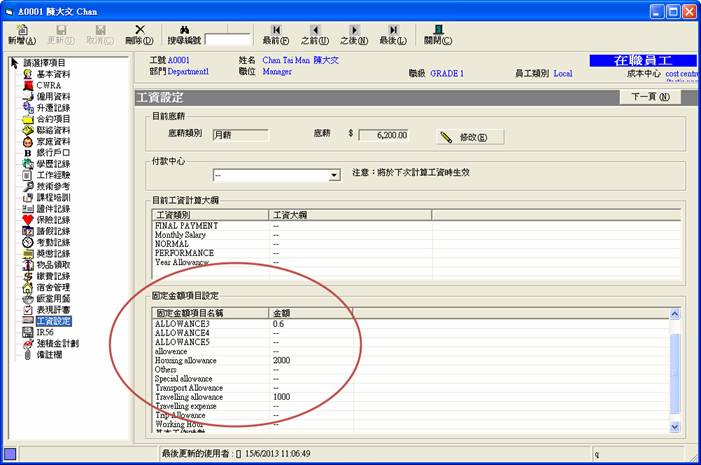 A0001 陳大文 Chan
新增(A) 更新(U) 取消(C) 刪除(D) 搜尋編號 最前(F) 之前(U) 之後(N) 最後(L) 關閉(C)
請選擇項目
基本資料
CWRA
僱用資料
升遷記錄
合約項目
聯絡資料
家庭資料
B 銀行戶口
學歷記錄
工作經驗
技術參考
課程培訓
證件記錄
保險記錄
請假記錄
考勤記錄
獎懲記錄
物品領取
繳費記錄
宿舍管理
飯堂用餐
表現評審
工資設定
IR56
強積金計劃
備註欄
工號 A0001 姓名 Chan Tai Man 陳大文 在職員工
部門 Department1 職位 Manager 職級 GRADE 1 員工類別 Local 成本中心 cost centre
工資設定 下一頁 (N)
目前底薪
底薪類別 月薪 底薪 $ 6,200.00 修改(E)
付款中心
-- 注意：將於下次計算工資時生效
目前工資計算大綱
工資類別 工資大綱
FINAL PAYMENT --
Monthly Salary --
NORMAL --
PERFORMANCE --
Year Allowancw --
固定金額項目設定
固定金額項目名稱 金額
ALLOWANCE3 0.6
ALLOWANCE4 --
ALLOWANCE5 --
allowence --
Housing allowance 2000
Others --
Special allowance --
Transport Allowance --
Travelling allowance 1000
Travelling expense --
Trip Allowance --
Working Hour --
最後更新的使用者 : 15/6/2013 11:06:49 q